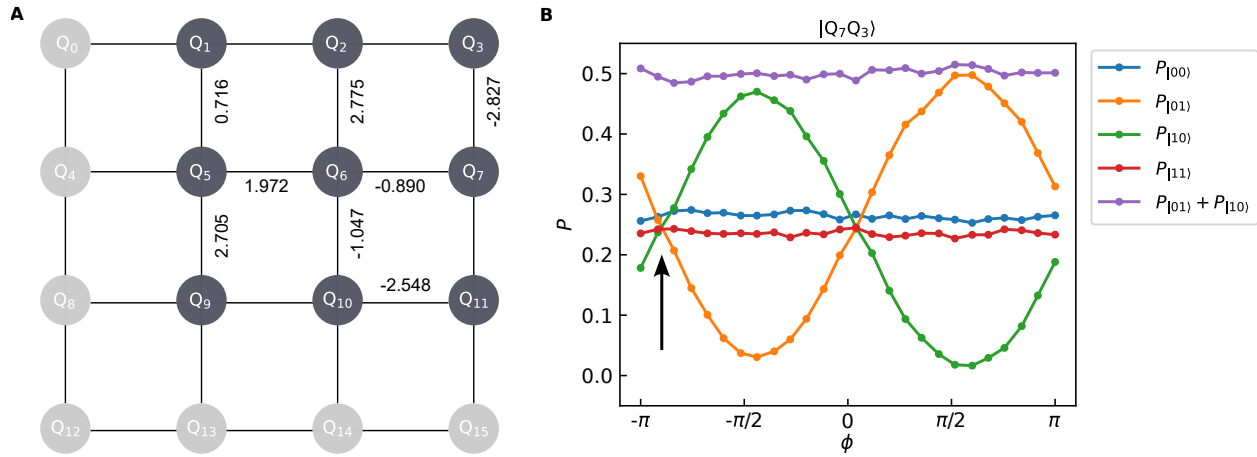 A
Q₀ Q₁ Q₂ Q₃
0.716 2.775 -2.827
Q₄ Q₅ Q₆ Q₇
1.972 -0.890
2.705 -1.047
Q₈ Q₉ Q₁₀ Q₁₁
-2.548
Q₁₂ Q₁₃ Q₁₄ Q₁₅
B
|Q₇Q₃⟩
P
0.5
0.4
0.3
0.2
0.1
0.0
-π -π/2 0 π/2 π
ϕ
P|00⟩
P|01⟩
P|10⟩
P|11⟩
P|01⟩ + P|10⟩